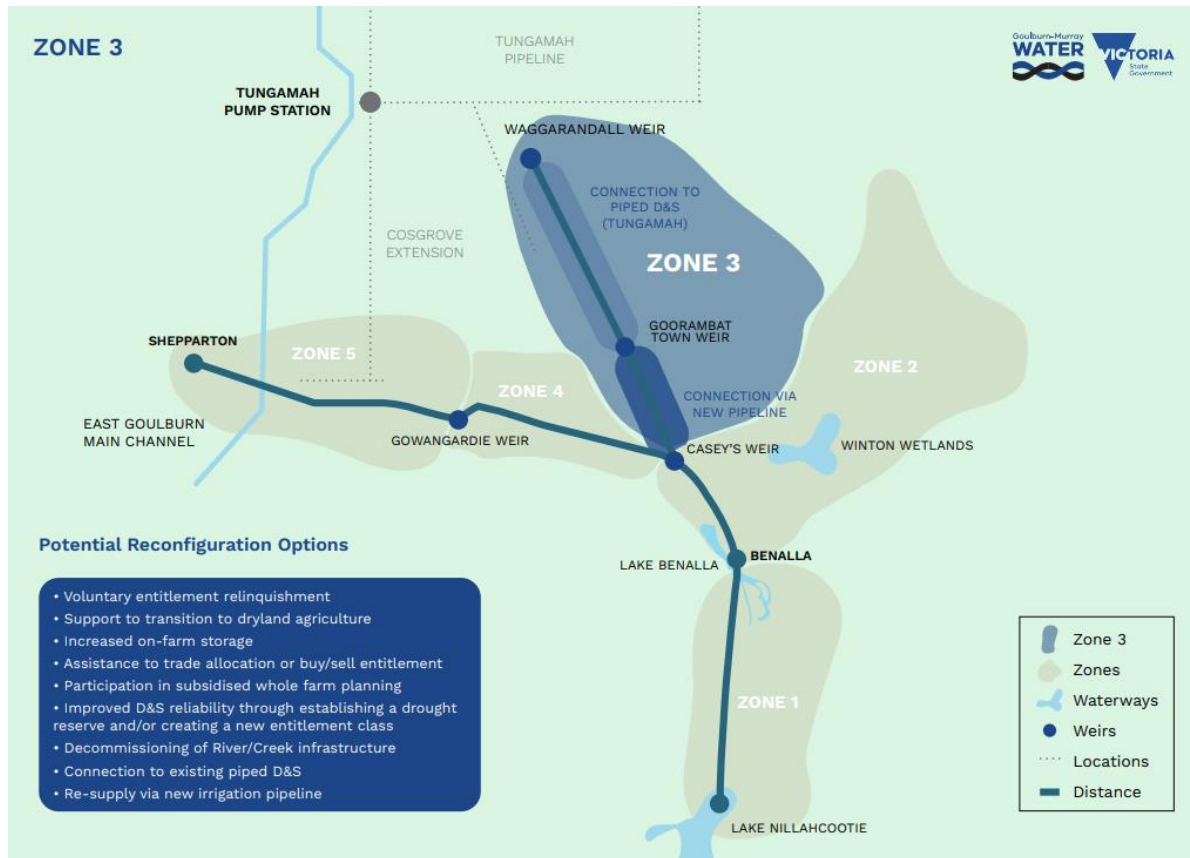 ZONE 3
TUNGAMAH
PIPELINE
Goulburn-Murray
WATER
VICTORIA
State
Government
TUNGAMAH
PUMP STATION
WAGGARANDALL WEIR
CONNECTION TO
PIPED D&S
(TUNGAMAH)
COSGROVE
EXTENSION
ZONE 3
GOORAMBAT
TOWN WEIR
SHEPPARTON
ZONE 5
ZONE 4
ZONE 2
CONNECTION VIA
NEW PIPELINE
EAST GOULBURN
MAIN CHANNEL
GOWANGARDIE WEIR
CASEY'S WEIR
WINTON WETLANDS
LAKE BENALLA
BENALLA
ZONE 1
LAKE NILLAHCOOTIE
Potential Reconfiguration Options
• Voluntary entitlement relinquishment
• Support to transition to dryland agriculture
• Increased on-farm storage
• Assistance to trade allocation or buy/sell entitlement
• Participation in subsidised whole farm planning
• Improved D&S reliability through establishing a drought
reserve and/or creating a new entitlement class
• Decommissioning of River/Creek infrastructure
• Connection to existing piped D&S
• Re-supply via new irrigation pipeline
Zone 3
Zones
Waterways
Weirs
Locations
Distance